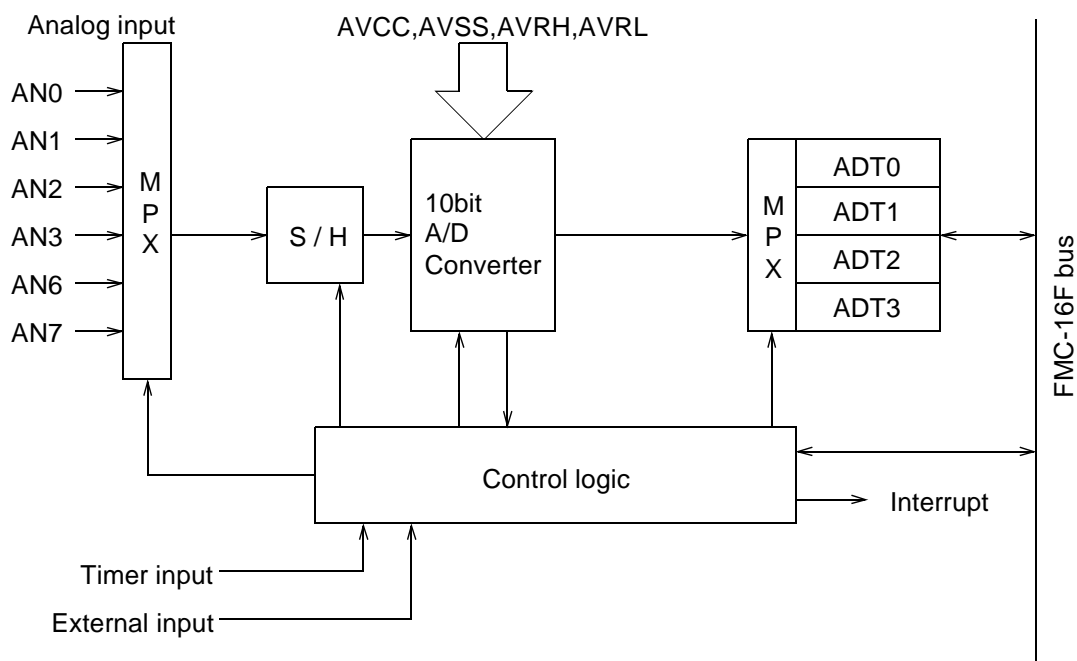 Analog input
AVCC,AVSS,AVRH,AVRL
AN0
AN1
AN2
AN3
AN6
AN7
M
P
X
S / H
10bit
A/D
Converter
M
P
X
ADT0
ADT1
ADT2
ADT3
FMC-16F bus
Control logic
Interrupt
Timer input
External input